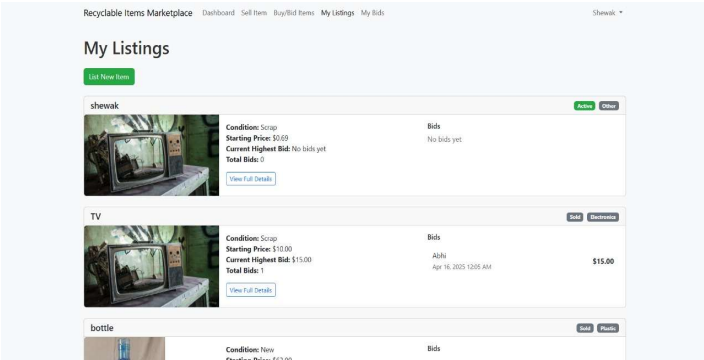 Recyclable Items Marketplace Dashboard Sell Item Buy/Bid Items My Listings My Bids Shewak
My Listings
List New Item
shewak Active Other
Condition: Scrap
Starting Price: $0.69
Current Highest Bid: No bids yet
Total Bids: 0
View Full Details
Bids
No bids yet
TV Sold Electronics
Condition: Scrap
Starting Price: $10.00
Current Highest Bid: $15.00
Total Bids: 1
View Full Details
Bids
Abhi
Apr 16, 2025 12:05 AM
$15.00
bottle Sold Plastic
Condition: New
Bids